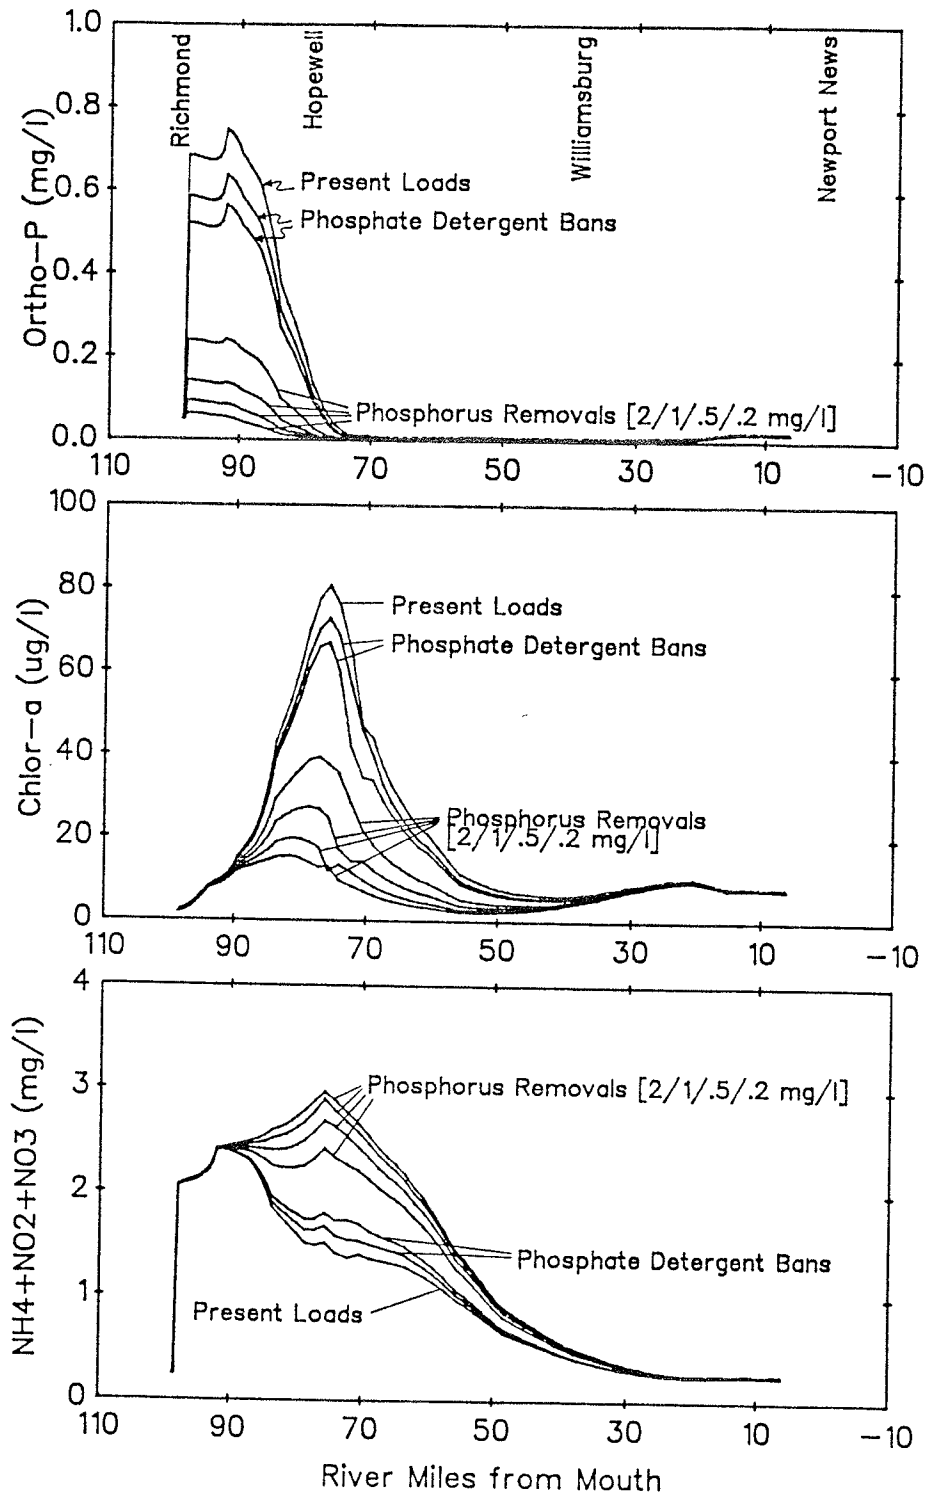 1.0
0.8
0.6
0.4
0.2
0.0
Ortho-P (mg/l)
Richmond
Hopewell
Williamsburg
Newport News
Present Loads
Phosphate Detergent Bans
Phosphorus Removals [2/1/.5/.2 mg/l]
110 90 70 50 30 10 -10
100
80
60
40
20
0
Chlor-a (ug/l)
Present Loads
Phosphate Detergent Bans
Phosphorus Removals
[2/1/.5/.2 mg/l]
110 90 70 50 30 10 -10
4
3
2
1
0
NH4+NO2+NO3 (mg/l)
Phosphorus Removals [2/1/.5/.2 mg/l]
Phosphate Detergent Bans
Present Loads
110 90 70 50 30 10 -10
River Miles from Mouth